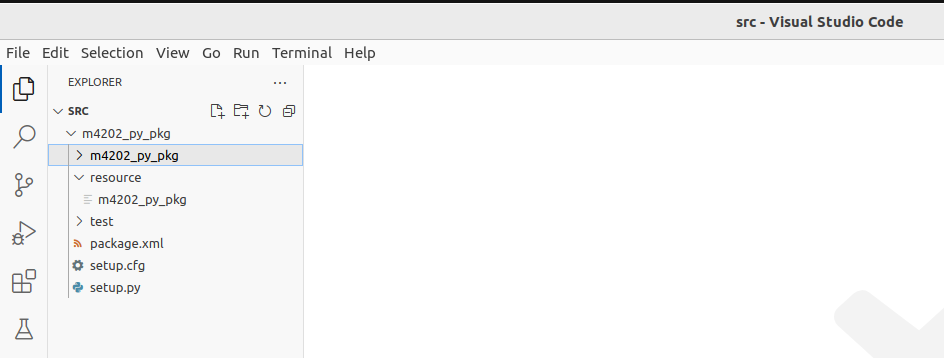 src - Visual Studio Code
File Edit Selection View Go Run Terminal Help
EXPLORER
SRC
m4202_py_pkg
m4202_py_pkg
resource
m4202_py_pkg
test
package.xml
setup.cfg
setup.py